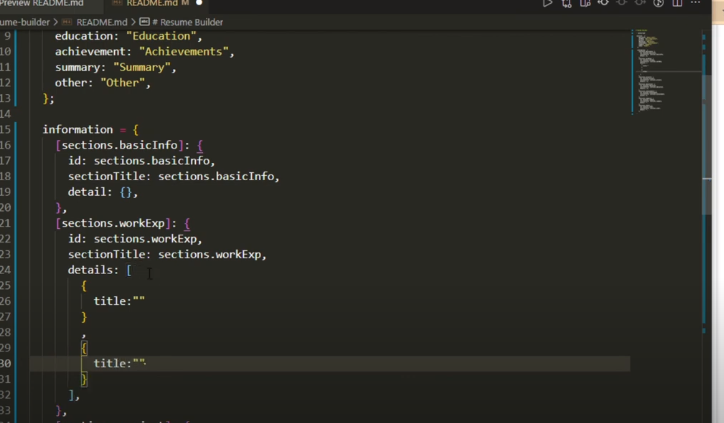 Preview README.md README.md M
ume-builder > README.md > # Resume Builder
9 education: "Education",
10 achievement: "Achievements",
11 summary: "Summary",
12 other: "Other",
13 };
14
15 information = {
16 [sections.basicInfo]: {
17 id: sections.basicInfo,
18 sectionTitle: sections.basicInfo,
19 detail: {},
20 },
21 [sections.workExp]: {
22 id: sections.workExp,
23 sectionTitle: sections.workExp,
24 details: [
25 {
26 title:""
27 }
28 ,
29 {
30 title:""
31 }
32 ],
33 },